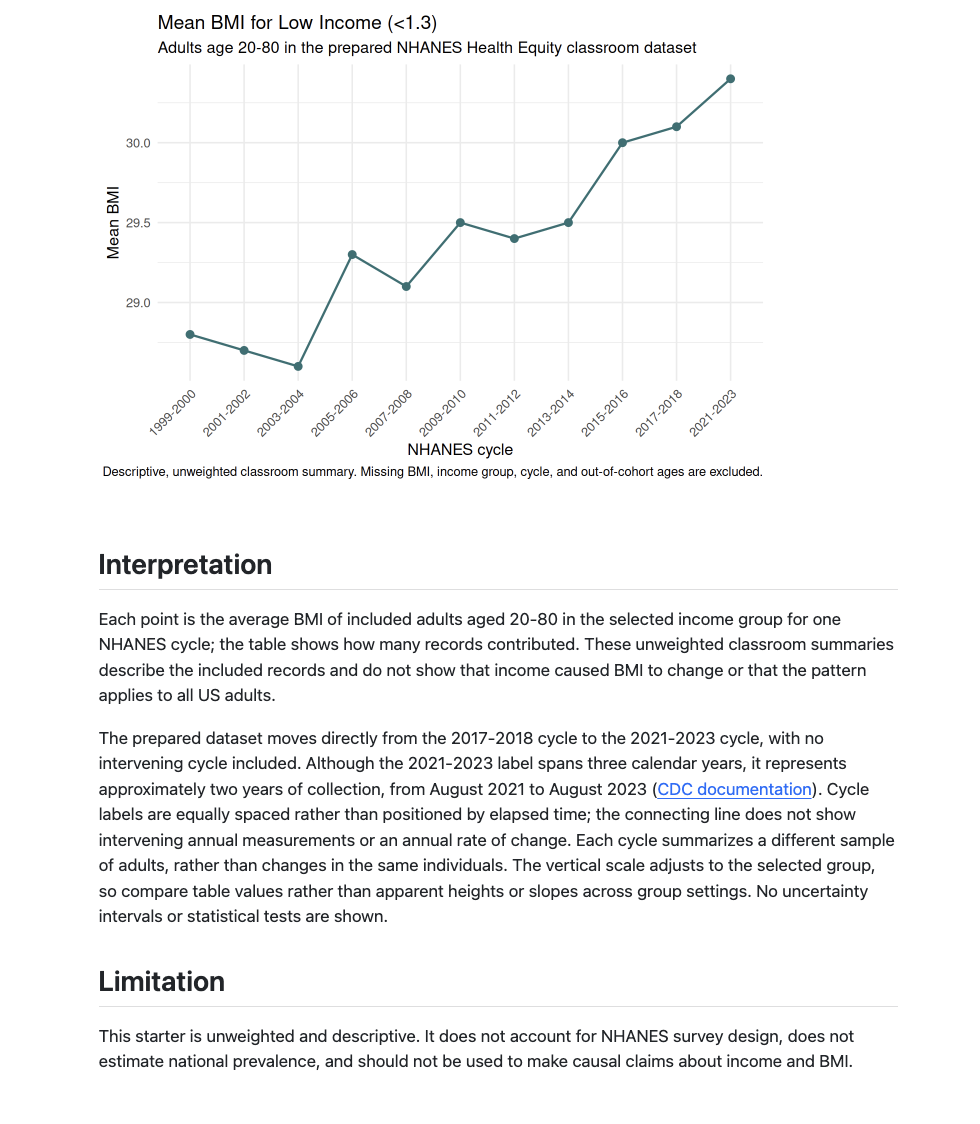 Mean BMI for Low Income (<1.3)
Adults age 20-80 in the prepared NHANES Health Equity classroom dataset
30.0
29.5
29.0
Mean BMI
1999-2000
2001-2002
2003-2004
2005-2006
2007-2008
2009-2010
2011-2012
2013-2014
2015-2016
2017-2018
2021-2023
NHANES cycle
Descriptive, unweighted classroom summary. Missing BMI, income group, cycle, and out-of-cohort ages are excluded.
Interpretation
Each point is the average BMI of included adults aged 20-80 in the selected income group for one
NHANES cycle; the table shows how many records contributed. These unweighted classroom summaries
describe the included records and do not show that income caused BMI to change or that the pattern
applies to all US adults.
The prepared dataset moves directly from the 2017-2018 cycle to the 2021-2023 cycle, with no
intervening cycle included. Although the 2021-2023 label spans three calendar years, it represents
approximately two years of collection, from August 2021 to August 2023 (CDC documentation). Cycle
labels are equally spaced rather than positioned by elapsed time; the connecting line does not show
intervening annual measurements or an annual rate of change. Each cycle summarizes a different sample
of adults, rather than changes in the same individuals. The vertical scale adjusts to the selected group,
so compare table values rather than apparent heights or slopes across group settings. No uncertainty
intervals or statistical tests are shown.
Limitation
This starter is unweighted and descriptive. It does not account for NHANES survey design, does not
estimate national prevalence, and should not be used to make causal claims about income and BMI.